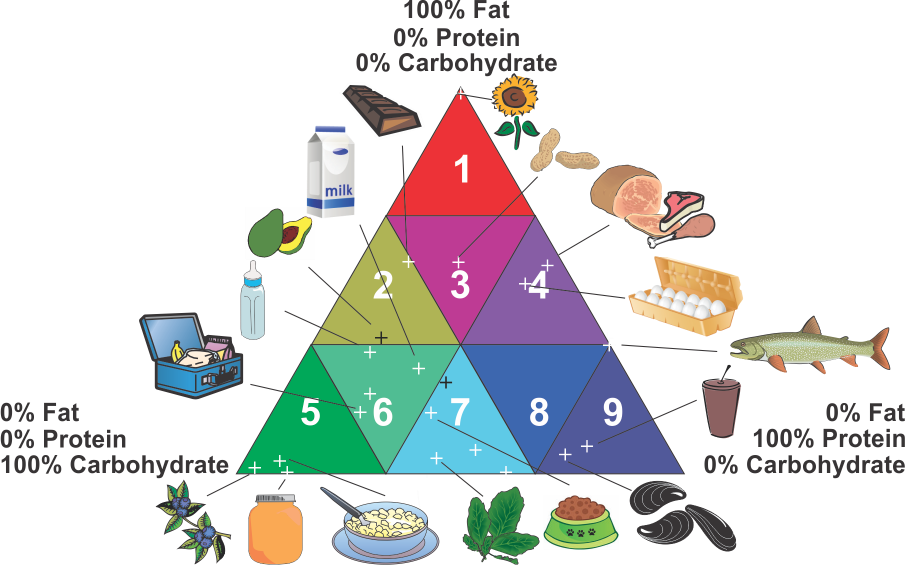 100% Fat
0% Protein
0% Carbohydrate
1
milk
2
3
4
5
6
7
8
9
0% Fat
0% Protein
100% Carbohydrate
0% Fat
100% Protein
0% Carbohydrate